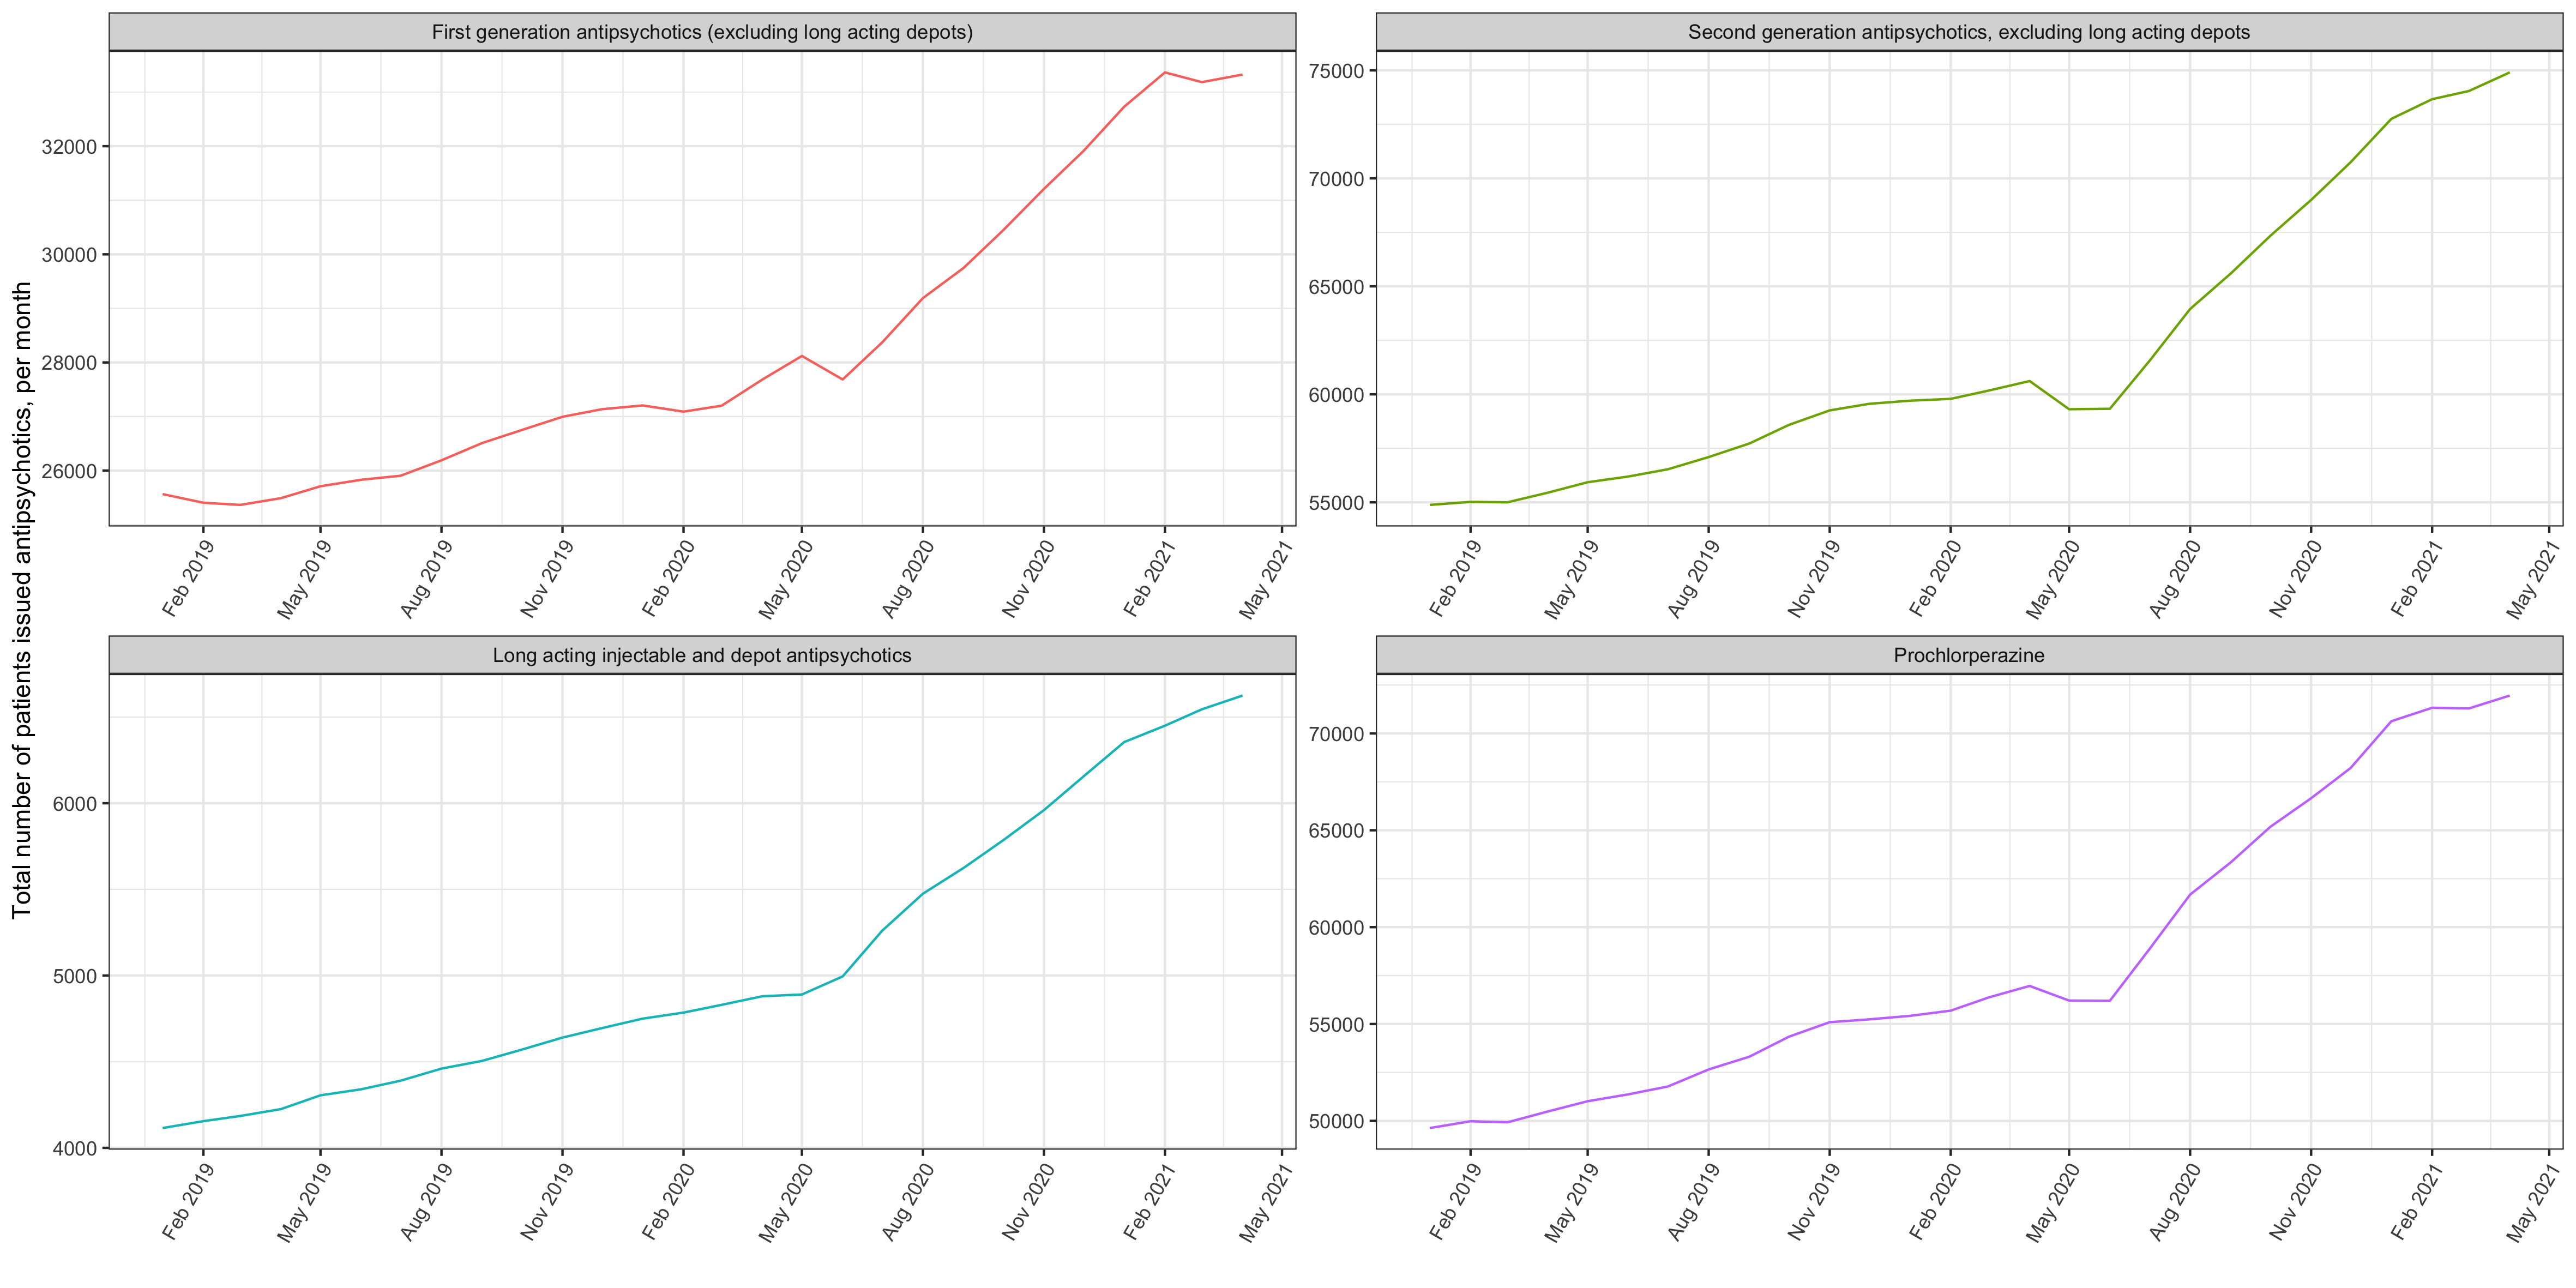 Total number of patients issued antipsychotics, per month
First generation antipsychotics (excluding long acting depots)
32000
30000
28000
26000
Feb 2019
May 2019
Aug 2019
Nov 2019
Feb 2020
May 2020
Aug 2020
Nov 2020
Feb 2021
May 2021
Second generation antipsychotics, excluding long acting depots
75000
70000
65000
60000
55000
Feb 2019
May 2019
Aug 2019
Nov 2019
Feb 2020
May 2020
Aug 2020
Nov 2020
Feb 2021
May 2021
Long acting injectable and depot antipsychotics
6000
5000
4000
Feb 2019
May 2019
Aug 2019
Nov 2019
Feb 2020
May 2020
Aug 2020
Nov 2020
Feb 2021
May 2021
Prochlorperazine
70000
65000
60000
55000
50000
Feb 2019
May 2019
Aug 2019
Nov 2019
Feb 2020
May 2020
Aug 2020
Nov 2020
Feb 2021
May 2021